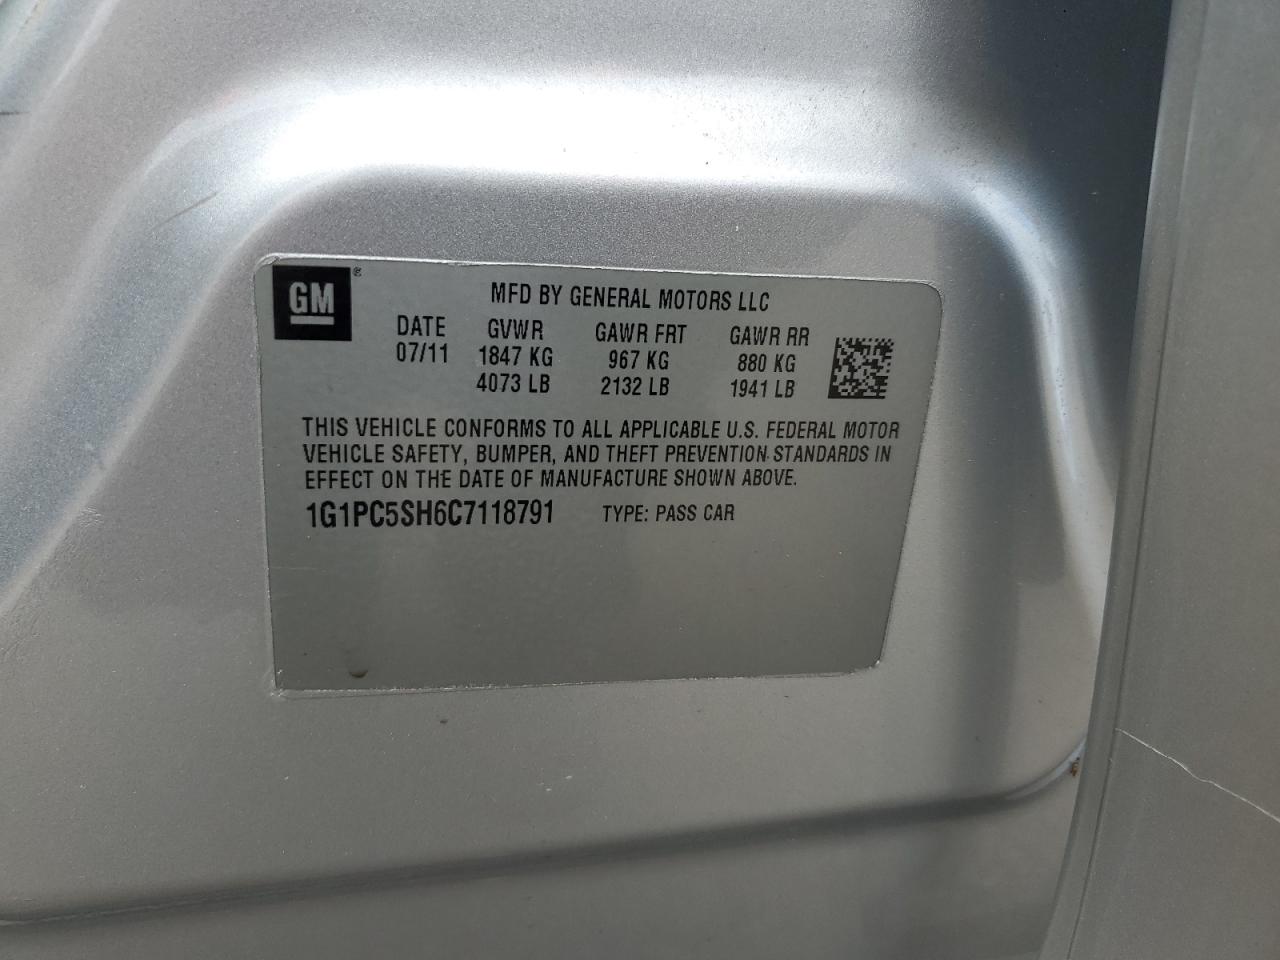 GM®
MFD BY GENERAL MOTORS LLC
DATE GVWR GAWR FRT GAWR RR
07/11 1847 KG 967 KG 880 KG
4073 LB 2132 LB 1941 LB
THIS VEHICLE CONFORMS TO ALL APPLICABLE U.S. FEDERAL MOTOR
VEHICLE SAFETY, BUMPER, AND THEFT PREVENTION STANDARDS IN
EFFECT ON THE DATE OF MANUFACTURE SHOWN ABOVE.
1G1PC5SH6C7118791 TYPE: PASS CAR